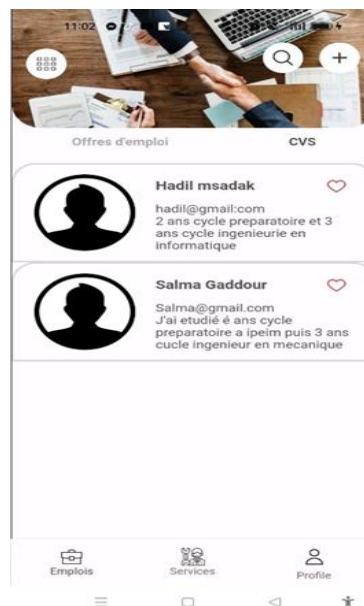 11:02
Offres d'emploi CVS
Hadil msadak
hadil@gmail:com
2 ans cycle preparatoire et 3
ans cycle ingenieurie en
informatique
Salma Gaddour
Salma@gmail.com
J'ai etudié é ans cycle
preparatoire a ipeim puis 3 ans
cucle ingenieur en mecanique
Emplois Services Profile